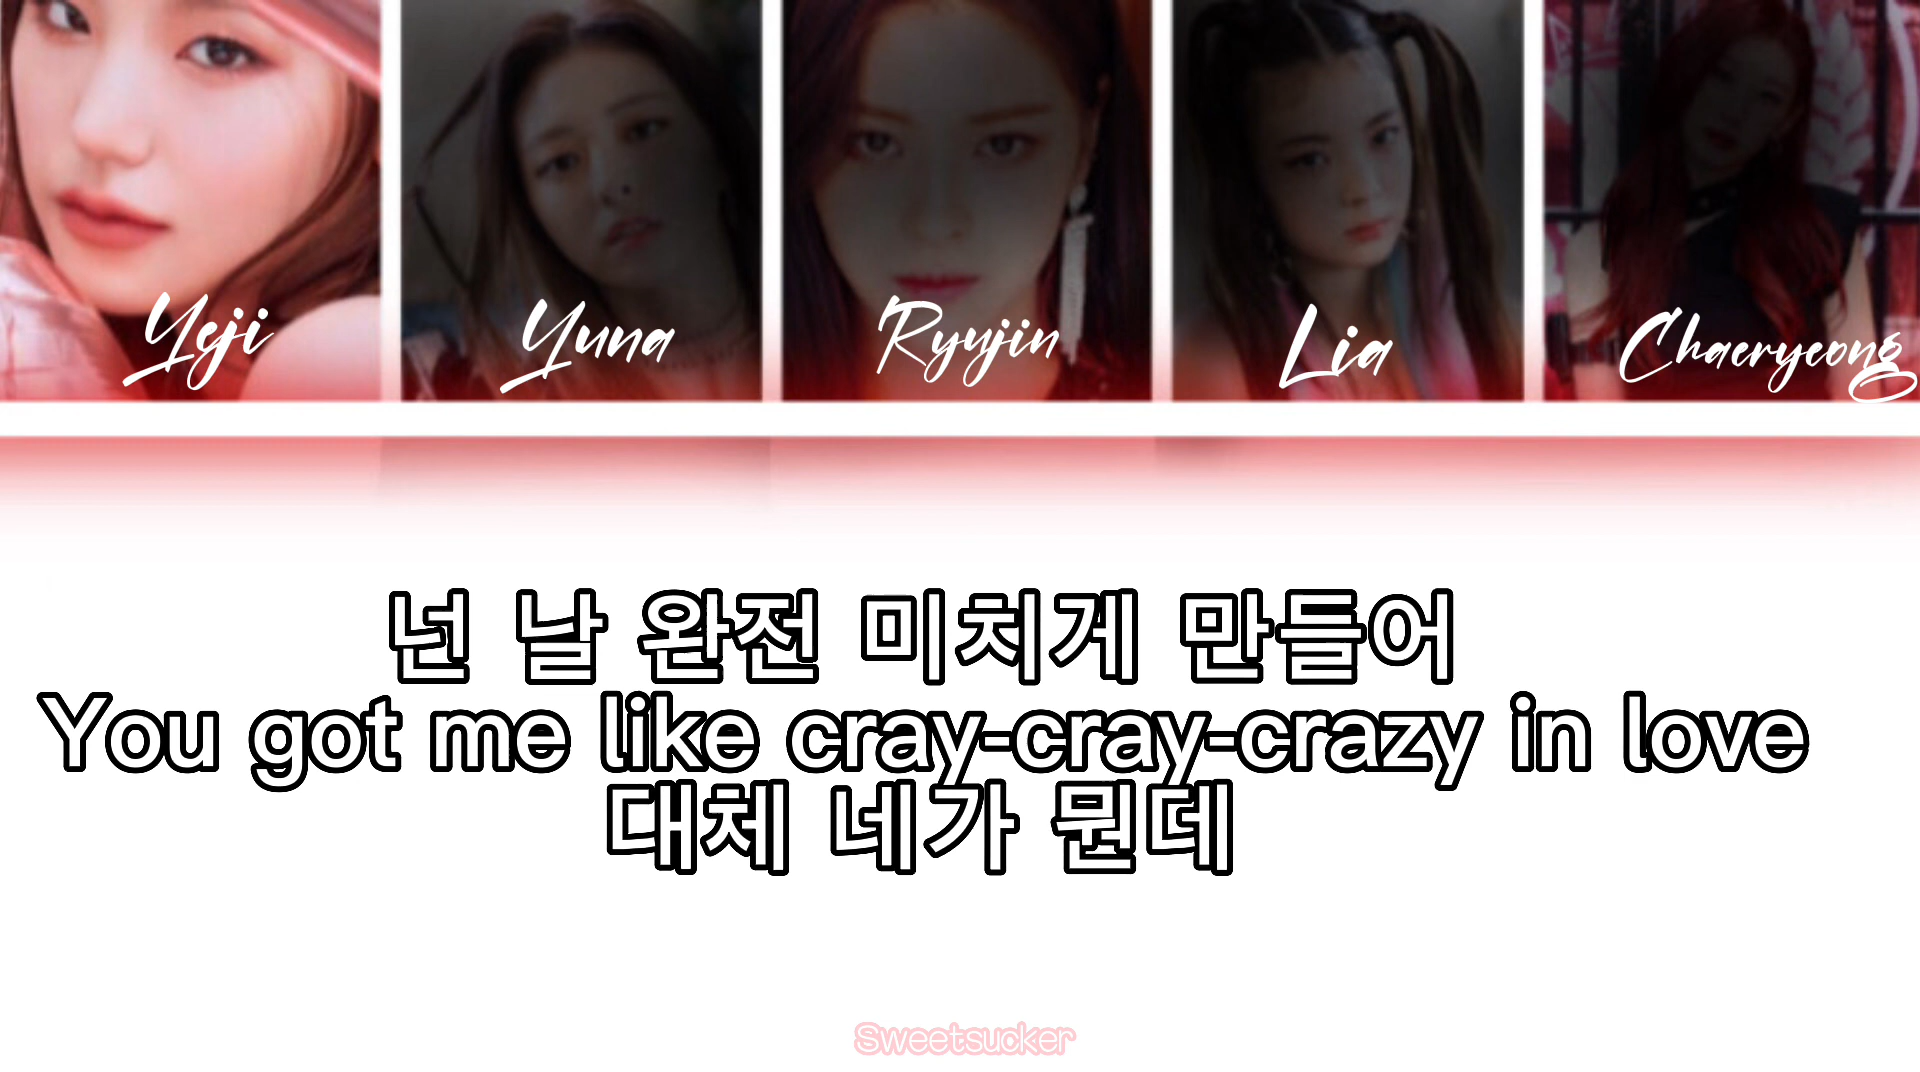 Yeji
Yuna
Ryujin
Lia
Chaeryeong
넌 날 완전 미치게 만들어
You got me like cray-cray-crazy in love
대체 네가 뭔데
Sweetsucker